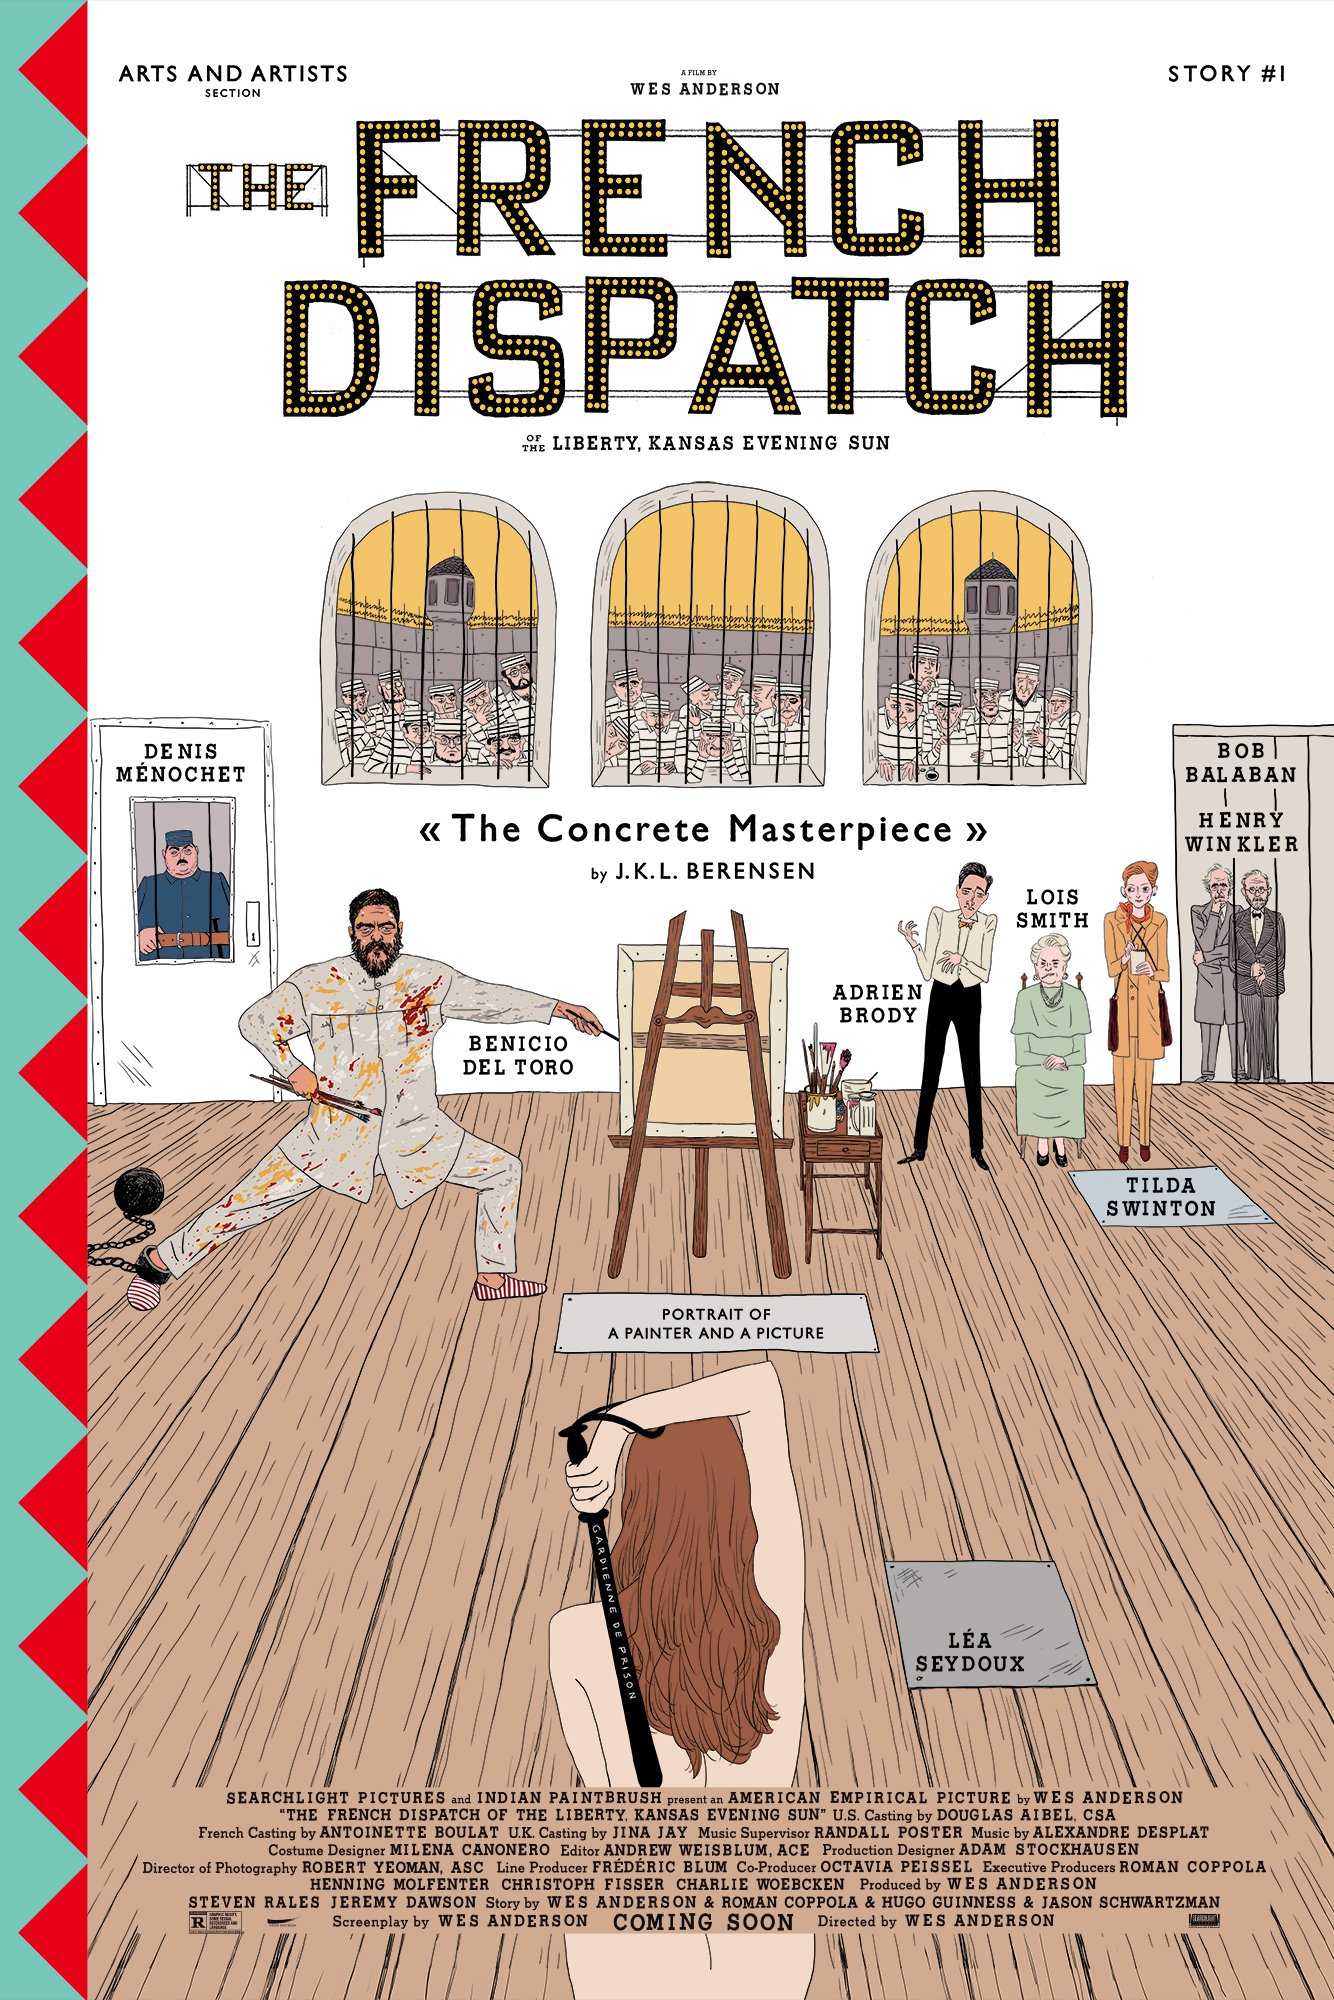 ARTS AND ARTISTS
SECTION
A FILM BY
WES ANDERSON
STORY #1
THE FRENCH
DISPATCH
OF THE LIBERTY, KANSAS EVENING SUN
DENIS
MÉNOCHET
BOB
BALABAN
HENRY
WINKLER
« The Concrete Masterpiece »
by J.K.L. BERENSEN
LOIS
SMITH
ADRIEN
BRODY
BENICIO
DEL TORO
TILDA
SWINTON
PORTRAIT OF
A PAINTER AND A PICTURE
GARDIENNE DE PRISON
LÉA
SEYDOUX
SEARCHLIGHT PICTURES and INDIAN PAINTBRUSH present an AMERICAN EMPIRICAL PICTURE by WES ANDERSON
"THE FRENCH DISPATCH OF THE LIBERTY, KANSAS EVENING SUN" U.S. Casting by DOUGLAS AIBEL, CSA
French Casting by ANTOINETTE BOULAT U.K. Casting by JINA JAY Music Supervisor RANDALL POSTER Music by ALEXANDRE DESPLAT
Costume Designer MILENA CANONERO Editor ANDREW WEISBLUM, ACE Production Designer ADAM STOCKHAUSEN
Director of Photography ROBERT YEOMAN, ASC Line Producer FRÉDÉRIC BLUM Co-Producer OCTAVIA PEISSEL Executive Producers ROMAN COPPOLA,
HENNING MOLFENTER CHRISTOPH FISSER CHARLIE WOEBCKEN Produced by WES ANDERSON
STEVEN RALES JEREMY DAWSON Story by WES ANDERSON & ROMAN COPPOLA & HUGO GUINNESS & JASON SCHWARTZMAN
R
Screenplay by WES ANDERSON COMING SOON Directed by WES ANDERSON